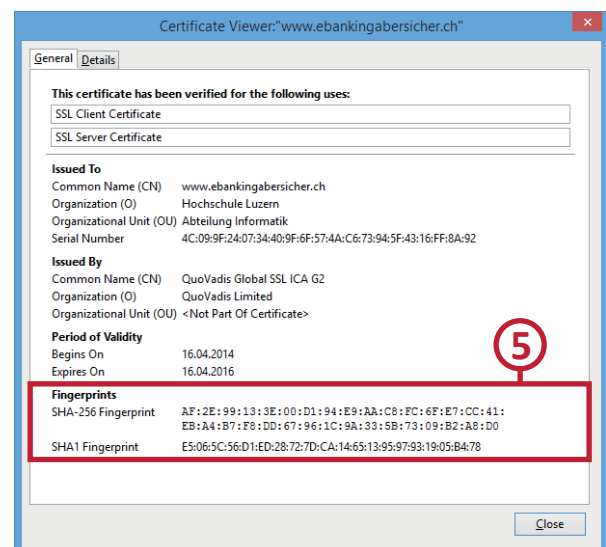 Certificate Viewer:"www.ebankingabersicher.ch"
×
General Details
This certificate has been verified for the following uses:
SSL Client Certificate
SSL Server Certificate
Issued To
Common Name (CN) www.ebankingabersicher.ch
Organization (O) Hochschule Luzern
Organizational Unit (OU) Abteilung Informatik
Serial Number 4C:09:9F:24:07:34:40:9F:6F:57:4A:C6:73:94:5F:43:16:FF:8A:92
Issued By
Common Name (CN) QuoVadis Global SSL ICA G2
Organization (O) QuoVadis Limited
Organizational Unit (OU) <Not Part Of Certificate>
Period of Validity
Begins On 16.04.2014
Expires On 16.04.2016
5
Fingerprints
SHA-256 Fingerprint AF:2E:99:13:3E:00:D1:94:E9:AA:C8:FC:6F:E7:CC:41:
EB:A4:B7:F8:DD:67:96:1C:9A:33:5B:73:09:B2:A8:D0
SHA1 Fingerprint E5:06:5C:56:D1:ED:28:72:7D:CA:14:65:13:95:97:93:19:05:B4:78
Close